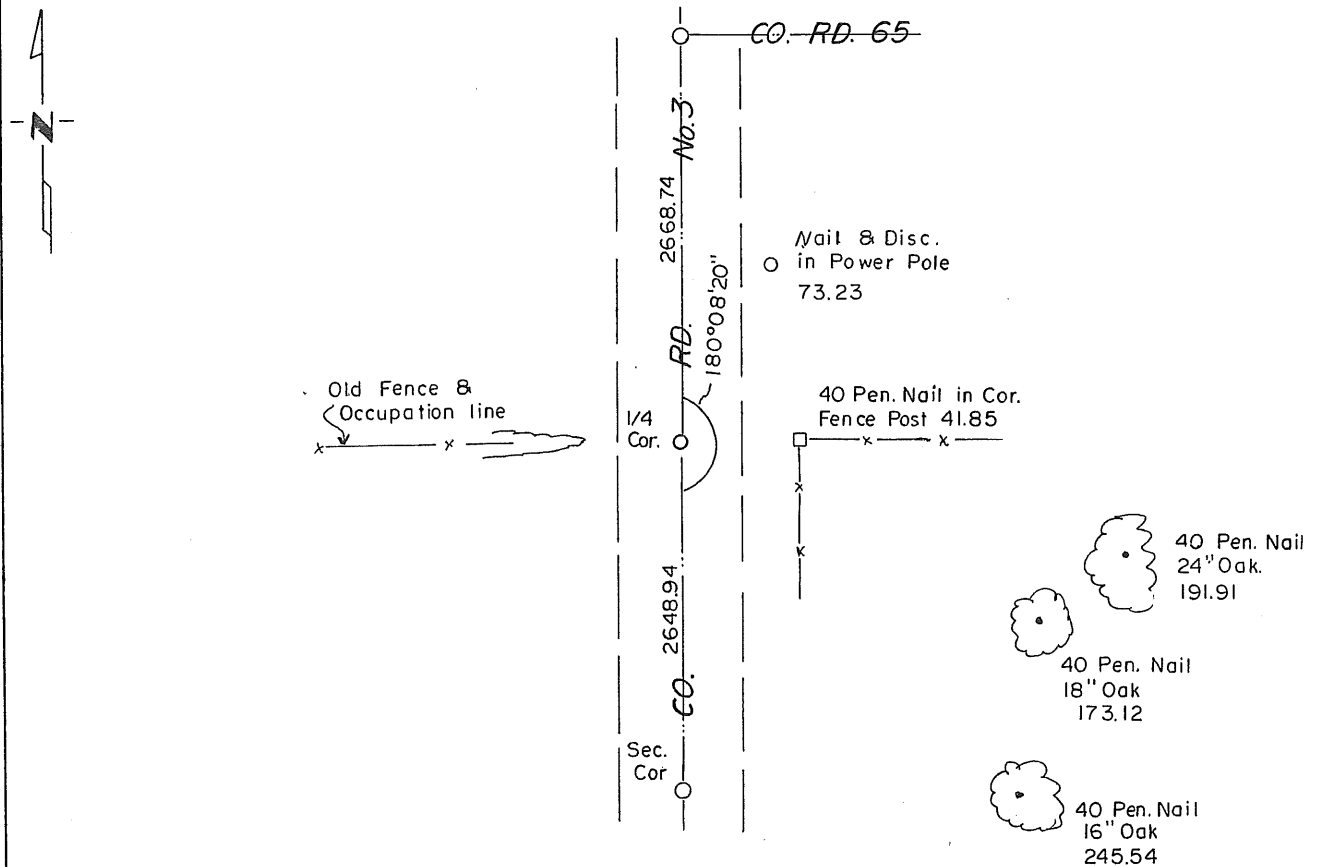 N
CO. RD. 65
CO. RD. No. 3
2668.74
180°08'20"
Nail & Disc.
in Power Pole
73.23
Old Fence &
Occupation line
1/4
Cor.
40 Pen. Nail in Cor.
Fence Post 41.85
2648.94
Sec.
Cor
40 Pen. Nail
24" Oak.
191.91
40 Pen. Nail
18" Oak
173.12
40 Pen. Nail
16" Oak
245.54